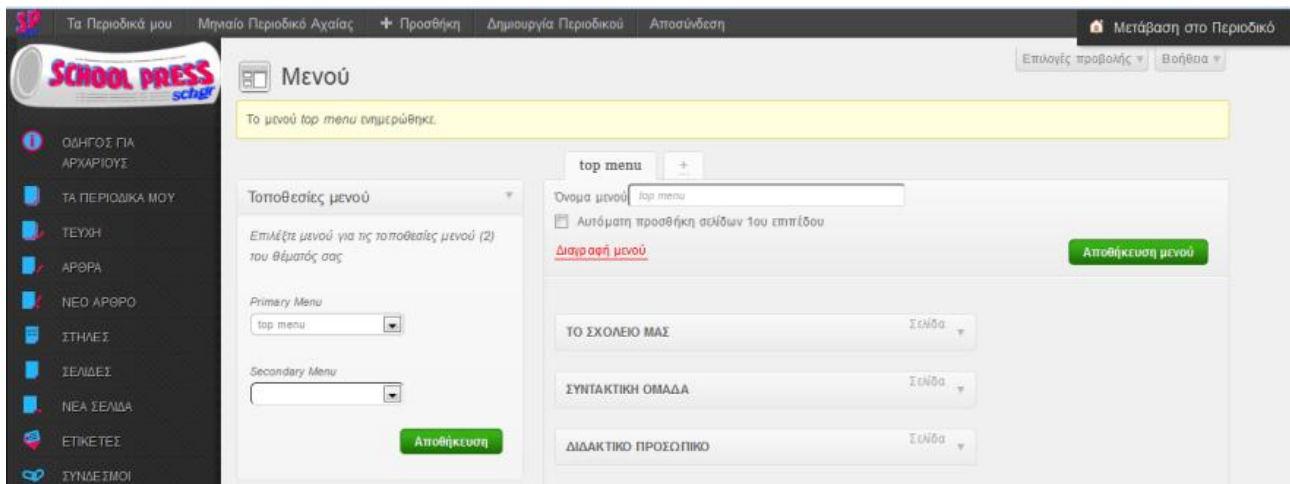 SP Τα Περιοδικά μου Μηνιαίο Περιοδικό Αχαίας + Προσθήκη Δημιουργία Περιοδικού Αποσύνδεση Μετάβαση στο Περιοδικό
SCHOOL PRESS
schgr
Μενού
Επιλογές προβολής Βοήθεια
Το μενού top menu ενημερώθηκε.
ΟΔΗΓΟΣ ΓΙΑ
ΑΡΧΑΡΙΟΥΣ
ΤΑ ΠΕΡΙΟΔΙΚΑ ΜΟΥ
ΤΕΥΧΗ
ΑΡΘΡΑ
ΝΕΟ ΑΡΘΡΟ
ΣΤΗΛΕΣ
ΣΕΛΙΔΕΣ
ΝΕΑ ΣΕΛΙΔΑ
ΕΤΙΚΕΤΕΣ
ΣΥΝΔΕΣΜΟΙ
Τοποθεσίες μενού
Επιλέξτε μενού για τις τοποθεσίες μενού (2)
του θέματός σας
Primary Menu
top menu
Secondary Menu
Αποθήκευση
top menu +
Όνομα μενού top menu
Αυτόματη προσθήκη σελίδων 1ου επιπέδου
Διαγραφή μενού Αποθήκευση μενού
ΤΟ ΣΧΟΛΕΙΟ ΜΑΣ Σελίδα
ΣΥΝΤΑΚΤΙΚΗ ΟΜΑΔΑ Σελίδα
ΔΙΔΑΚΤΙΚΟ ΠΡΟΣΩΠΙΚΟ Σελίδα